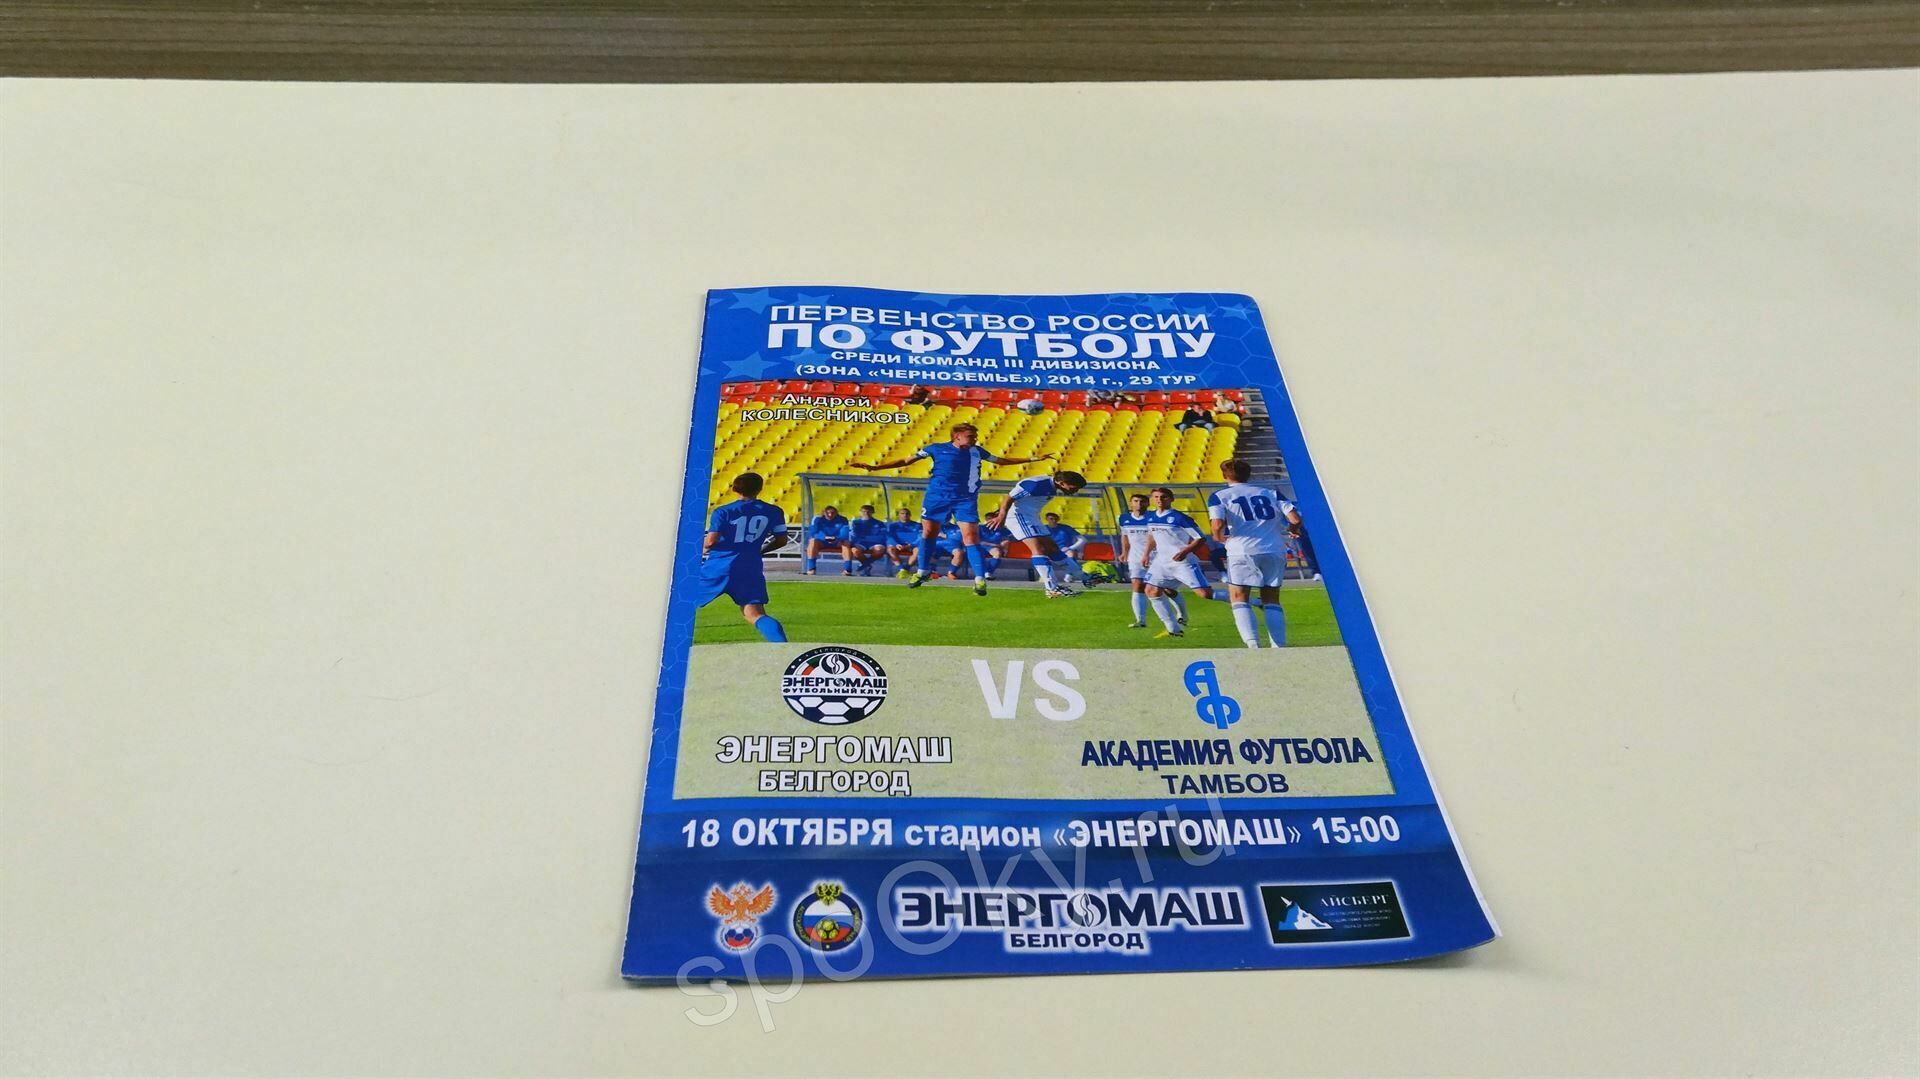 ПЕРВЕНСТВО РОССИИ
ПО ФУТБОЛУ
СРЕДИ КОМАНД III ДИВИЗИОНА
(ЗОНА «ЧЕРНОЗЕМЬЕ») 2014 г., 29 ТУР
Андрей
КОЛЕСНИКОВ
19
18
БЕЛГОРОД
ЭНЕРГОМАШ
ФУТБОЛЬНЫЙ КЛУБ
VS
АФ
ЭНЕРГОМАШ
БЕЛГОРОД
АКАДЕМИЯ ФУТБОЛА
ТАМБОВ
18 ОКТЯБРЯ стадион «ЭНЕРГОМАШ» 15:00
ЭНЕРГОМАШ
БЕЛГОРОД
АЙСБЕРГ
spoOky.ru